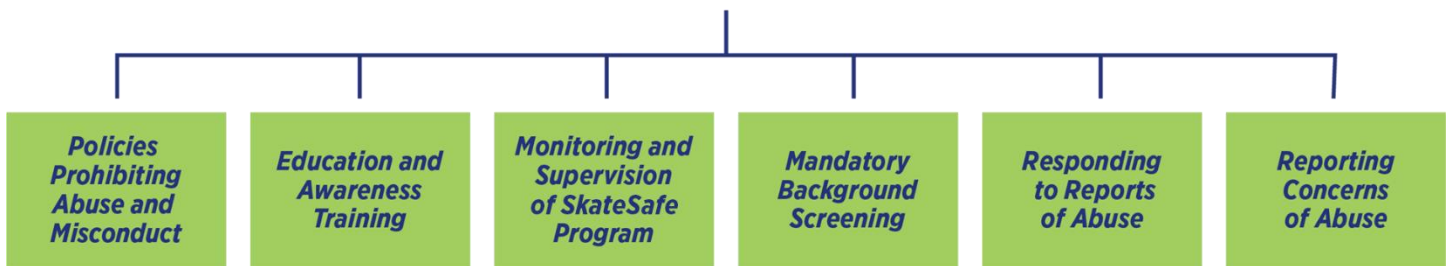 Policies
Prohibiting
Abuse and
Misconduct
Education and
Awareness
Training
Monitoring and
Supervision
of SkateSafe
Program
Mandatory
Background
Screening
Responding
to Reports
of Abuse
Reporting
Concerns
of Abuse